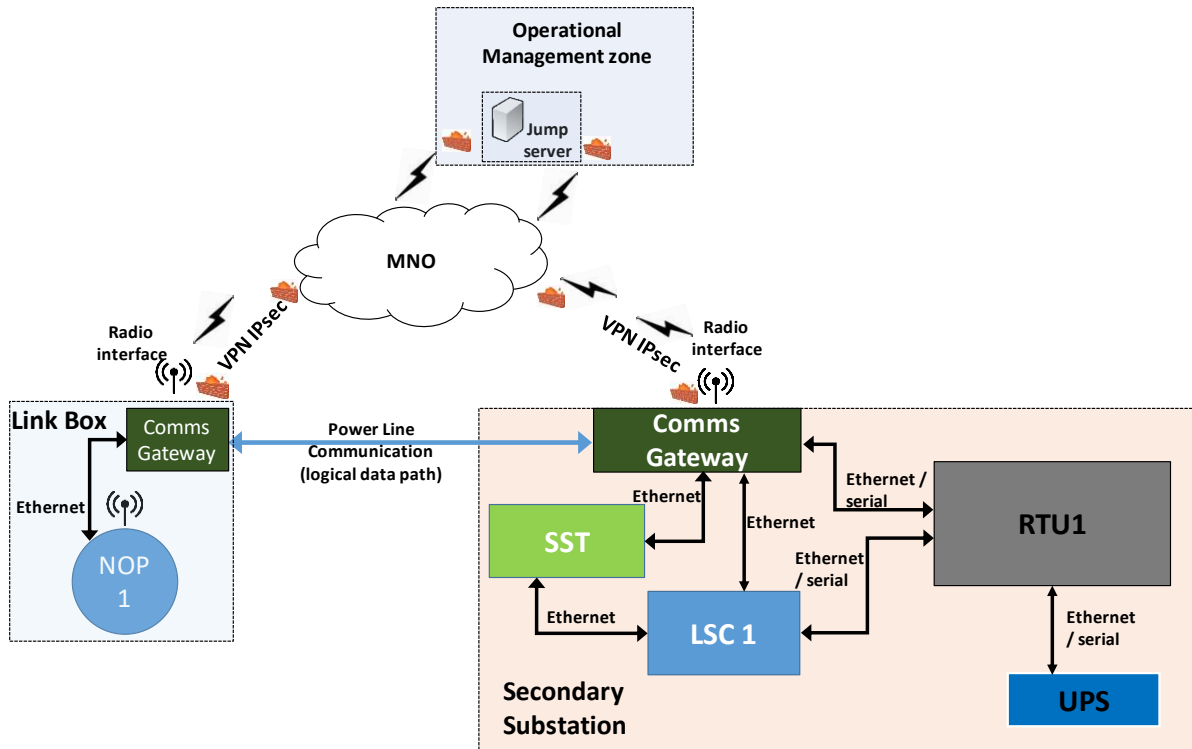 Operational
Management zone
Jump
server
MNO
VPN IPsec
VPN IPsec
Radio
interface
Radio
interface
Link Box
Comms
Gateway
Power Line
Communication
(logical data path)
Comms
Gateway
Ethernet
NOP
1
Ethernet
Ethernet
Ethernet /
serial
SST
RTU1
Ethernet
/ serial
Ethernet
LSC 1
Ethernet
/ serial
Secondary
Substation
UPS